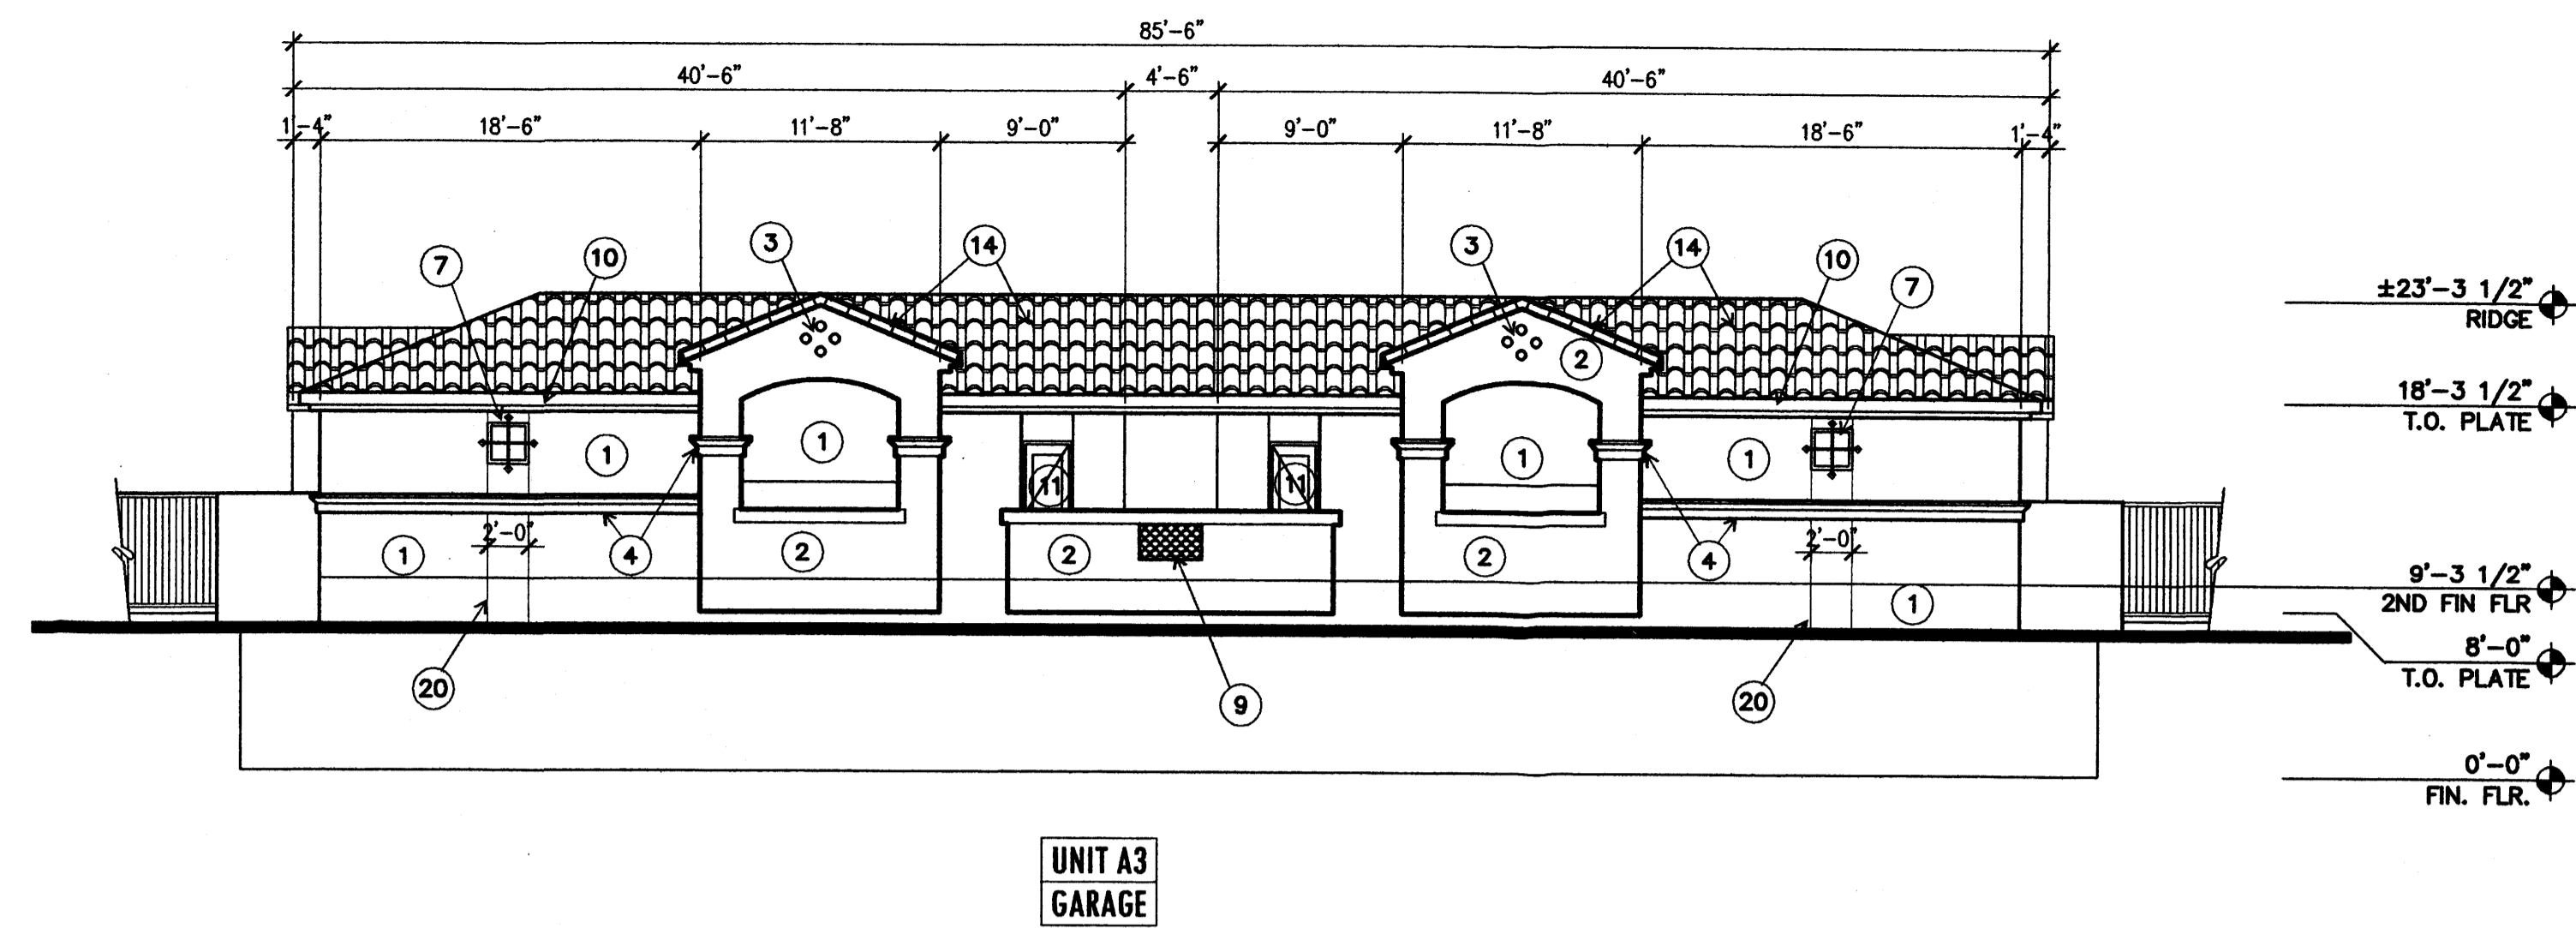 85'-6"
40'-6" 4'-6" 40'-6"
1'-4" 18'-6" 11'-8" 9'-0" 9'-0" 11'-8" 18'-6" 1'-4"
7 10 3 14 3 14 10 7
±23'-3 1/2"
RIDGE
2
18'-3 1/2"
T.O. PLATE
1 1 1 1
11 11
2'-0" 2'-0"
1 4 2 2 2 4
9'-3 1/2"
2ND FIN FLR
1
8'-0"
T.O. PLATE
20 9 20
0'-0"
FIN. FLR.
UNIT A3
GARAGE